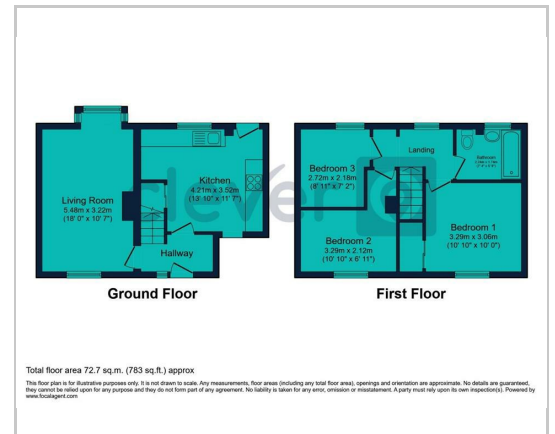 Living Room
5.48m x 3.22m
(18' 0" x 10' 7")
Kitchen
4.21m x 3.52m
(13' 10" x 11' 7")
Hallway
Ground Floor
Landing
Bathroom
Bedroom 3
2.72m x 2.18m
(8' 11" x 7' 2")
Bedroom 2
3.29m x 2.12m
(10' 10" x 6' 11")
Bedroom 1
3.29m x 3.06m
(10' 10" x 10' 0")
First Floor
clever
Total floor area 72.7 sq.m. (783 sq.ft.) approx
This floor plan is for illustrative purposes only. It is not drawn to scale. Any measurements, floor areas (including any total floor area), openings and orientation are approximate. No details are guaranteed,
they cannot be relied upon for any purpose and they do not form part of any agreement. No liability is taken for any error, omission or misstatement. A party must rely upon its own inspection(s). Powered by
www.focalagent.com